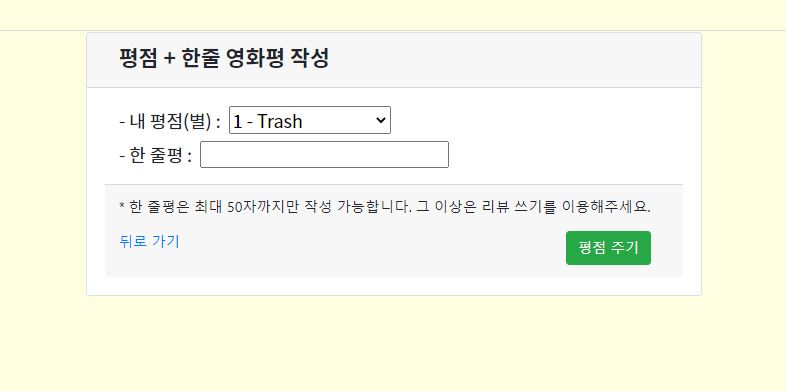 평점 + 한줄 영화평 작성
- 내 평점(별) : 1 - Trash
- 한 줄평 :
* 한 줄평은 최대 50자까지만 작성 가능합니다. 그 이상은 리뷰 쓰기를 이용해주세요.
뒤로 가기 평점 주기